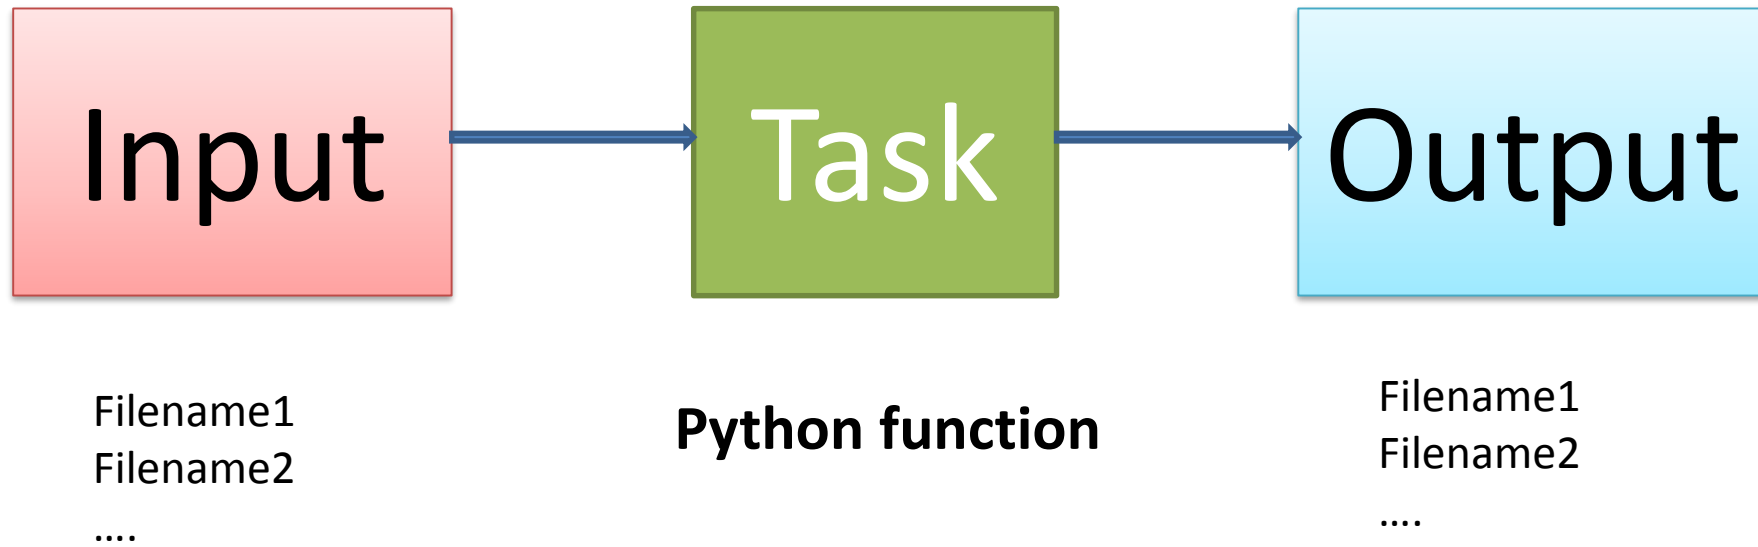 Input
Task
Output
Filename1
Filename2
....
Python function
Filename1
Filename2
....